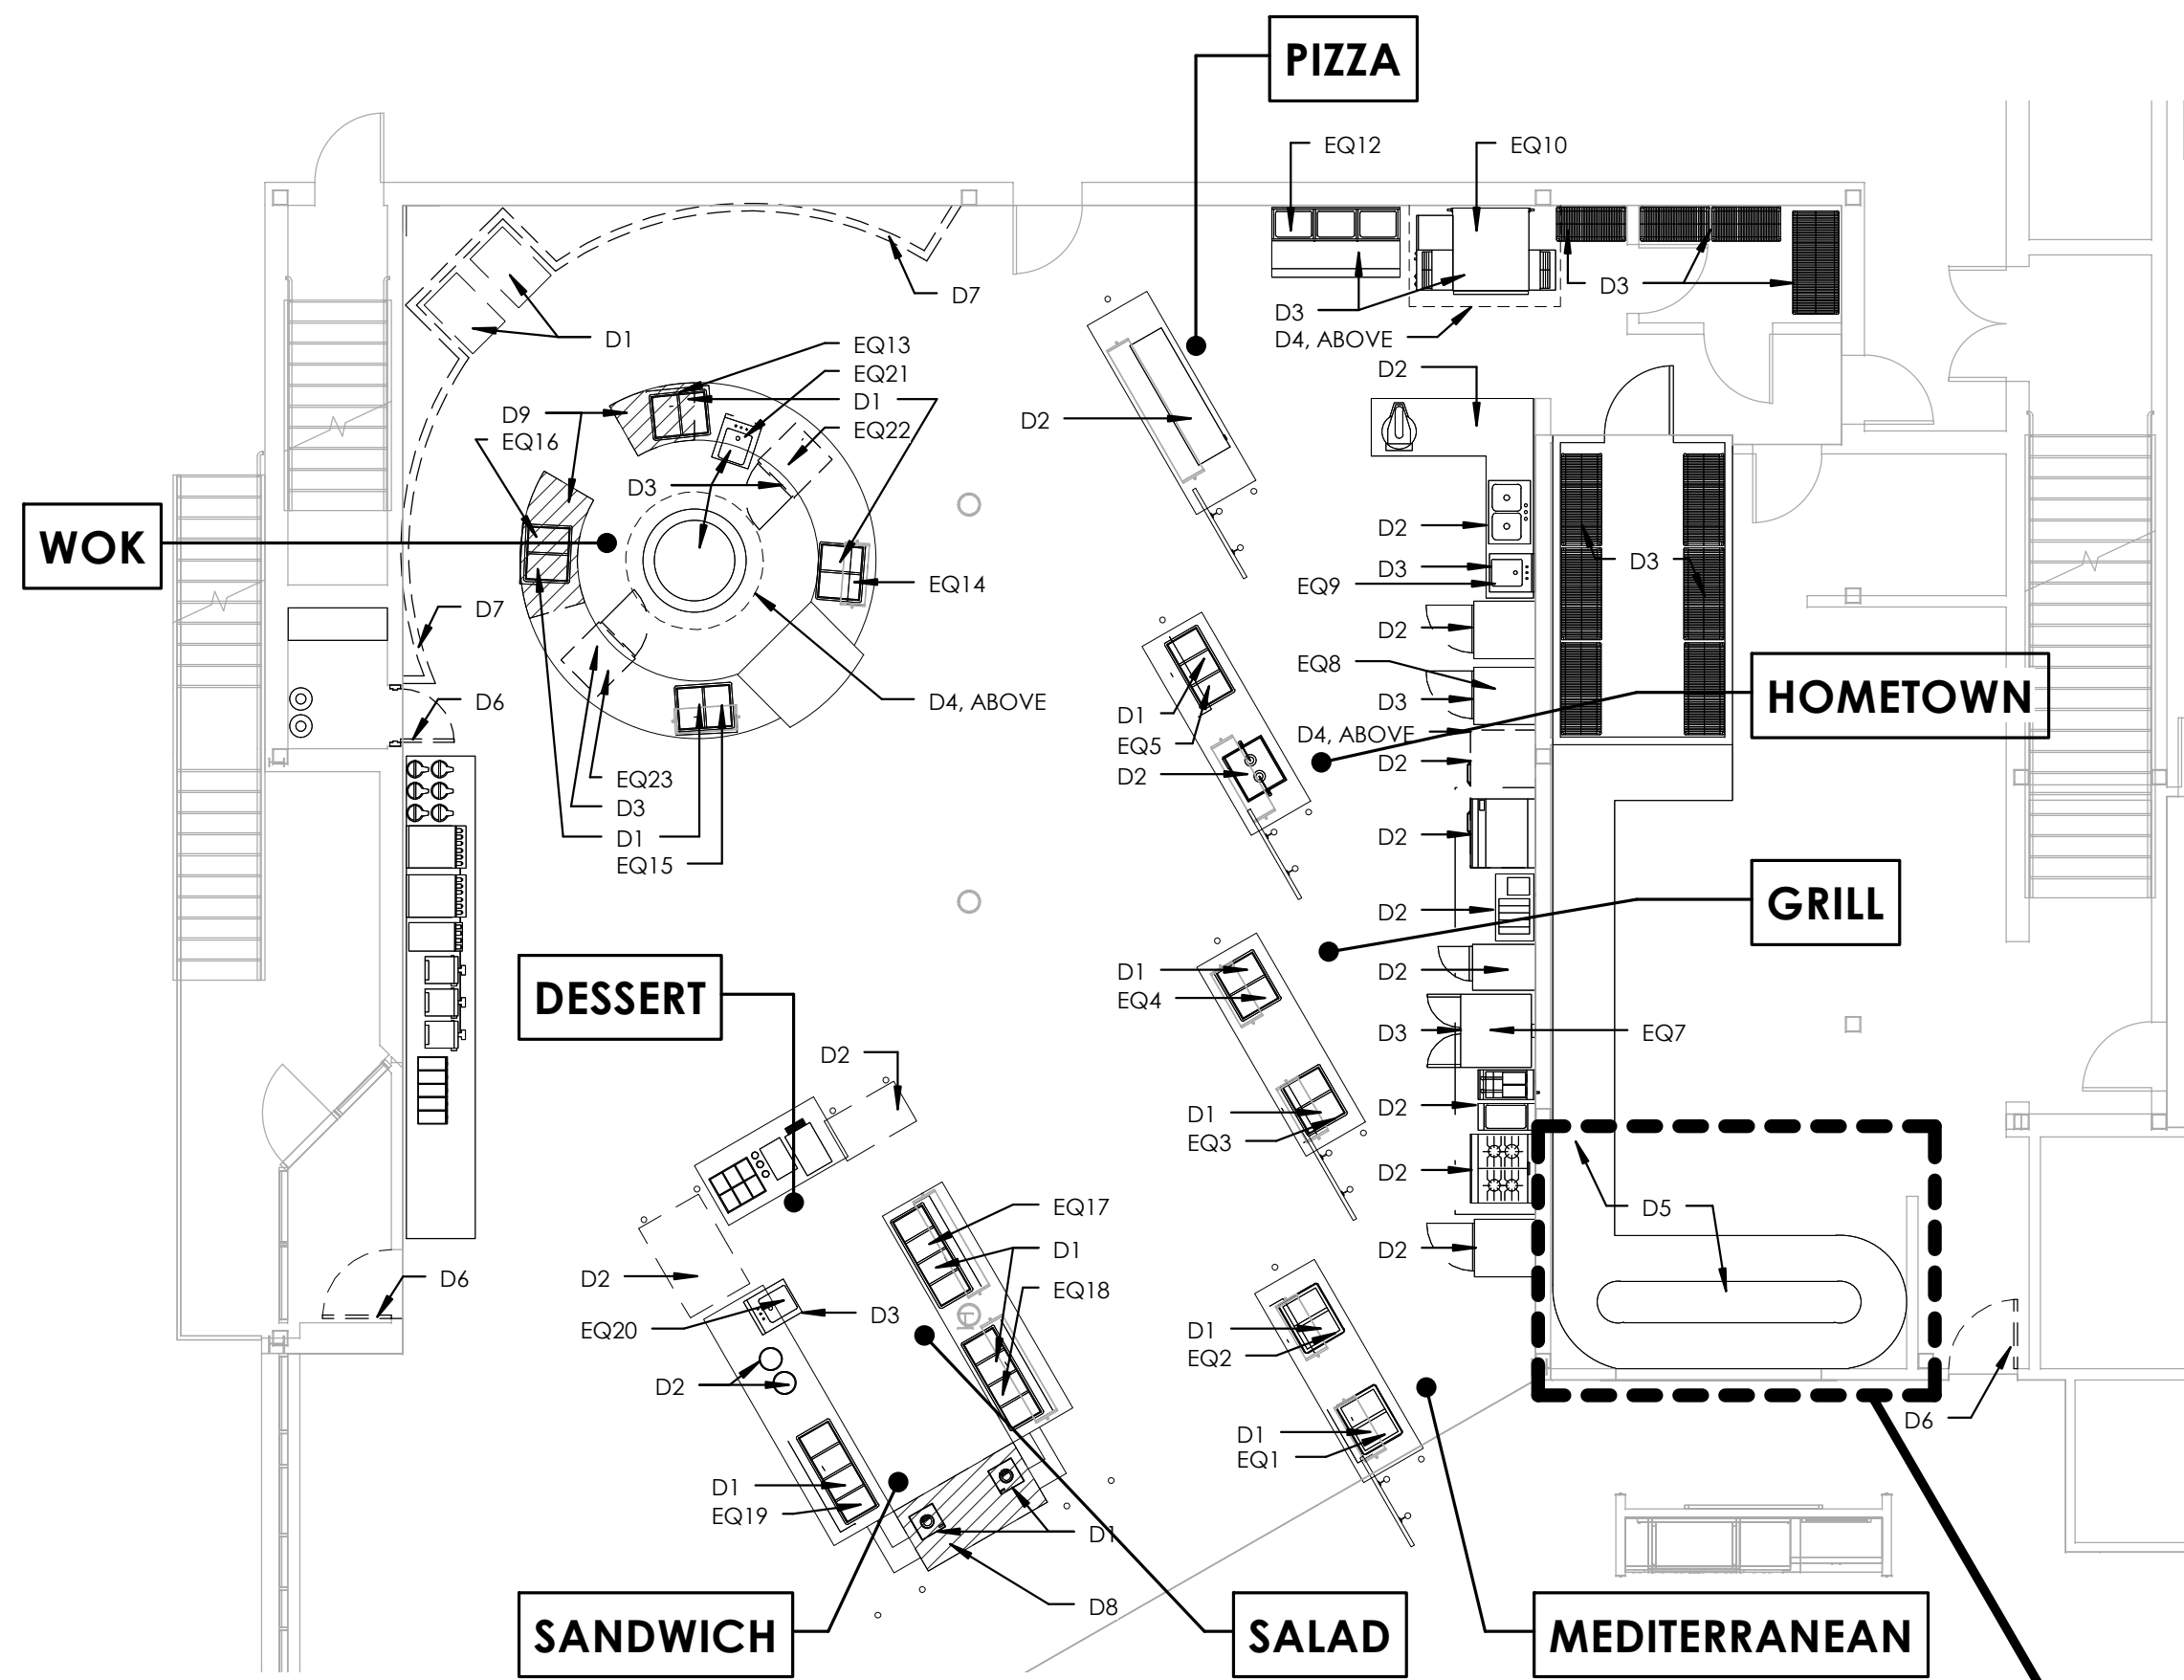 PIZZA
EQ12
EQ10
D7
D3
D3
D4, ABOVE
D1
EQ13
EQ21
D1
EQ22
D9
EQ16
D3
D2
D2
WOK
D2
D3
EQ9
D3
EQ14
D7
D2
EQ8
HOMETOWN
D6
D4, ABOVE
D3
D1
EQ5
D2
D4, ABOVE
D2
EQ23
D3
D1
EQ15
D2
GRILL
D2
DESSERT
D1
EQ4
D2
D2
D3
EQ7
D1
EQ3
D2
D2
EQ17
D1
EQ18
D5
D2
D6
D2
EQ20
D3
D1
EQ2
D2
D6
D1
EQ1
D1
EQ19
D1
D8
SANDWICH
SALAD
MEDITERRANEAN